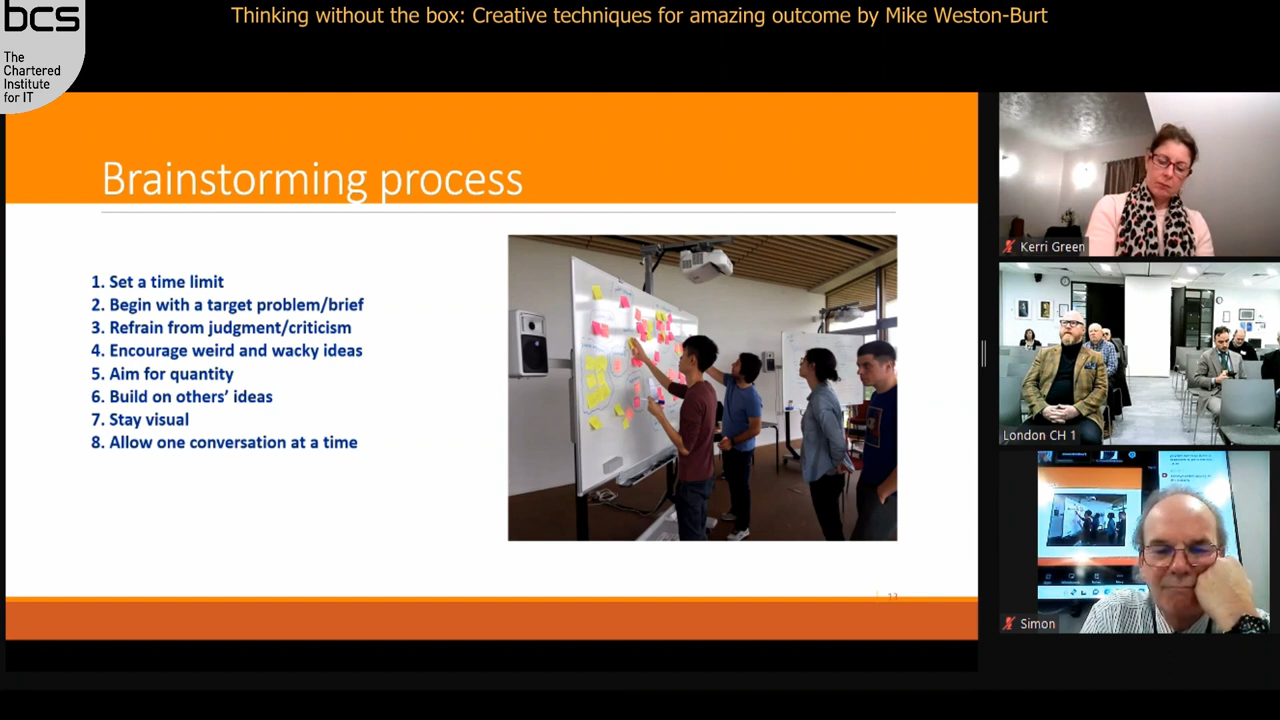 Thinking without the box: Creative techniques for amazing outcome by Mike Weston-Burt
bcs
The
Chartered
Institute
for IT
Brainstorming process
1. Set a time limit
2. Begin with a target problem/brief
3. Refrain from judgment/criticism
4. Encourage weird and wacky ideas
5. Aim for quantity
6. Build on others’ ideas
7. Stay visual
8. Allow one conversation at a time
13
Kerri Green
London CH 1
Simon